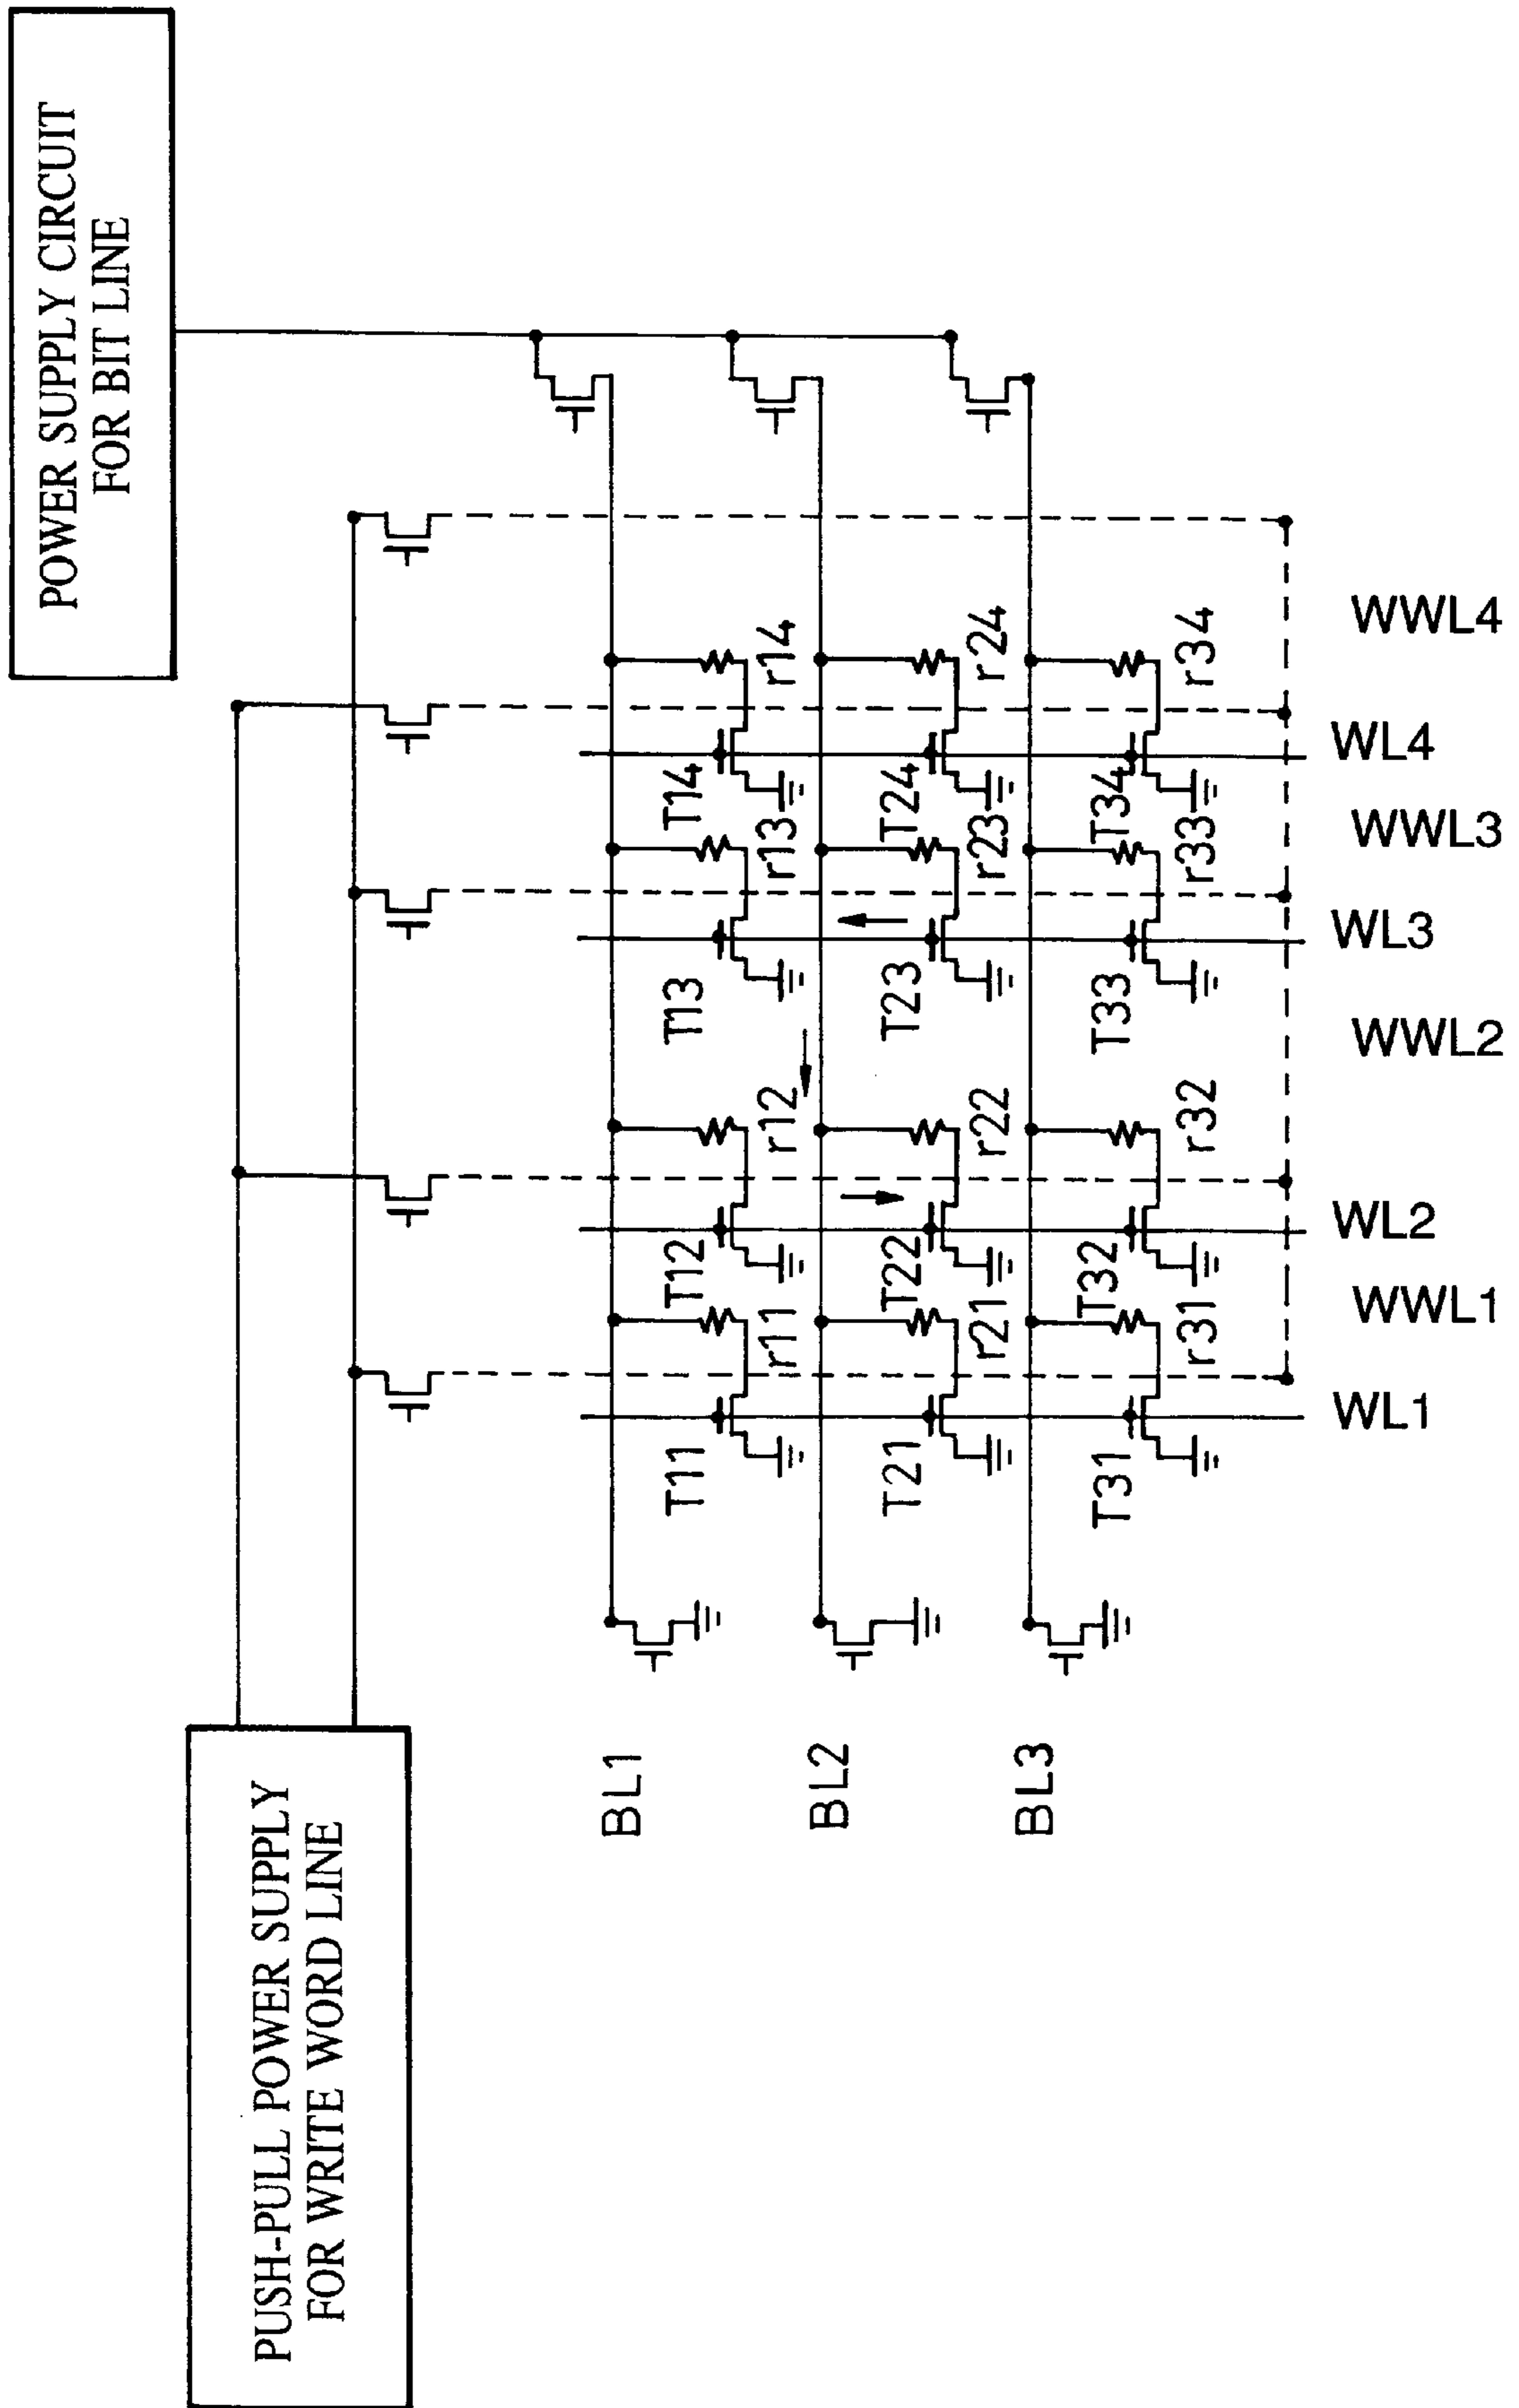 POWER SUPPLY CIRCUIT
FOR BIT LINE
PUSH-PULL POWER SUPPLY
FOR WRITE WORD LINE
BL1
T11
r11
T12
r12
T13
r13
T14
r14
BL2
T21
r21
T22
r22
T23
r23
T24
r24
BL3
T31
r31
T32
r32
T33
r33
T34
r34
WL1
WWL1
WL2
WWL2
WL3
WWL3
WL4
WWL4